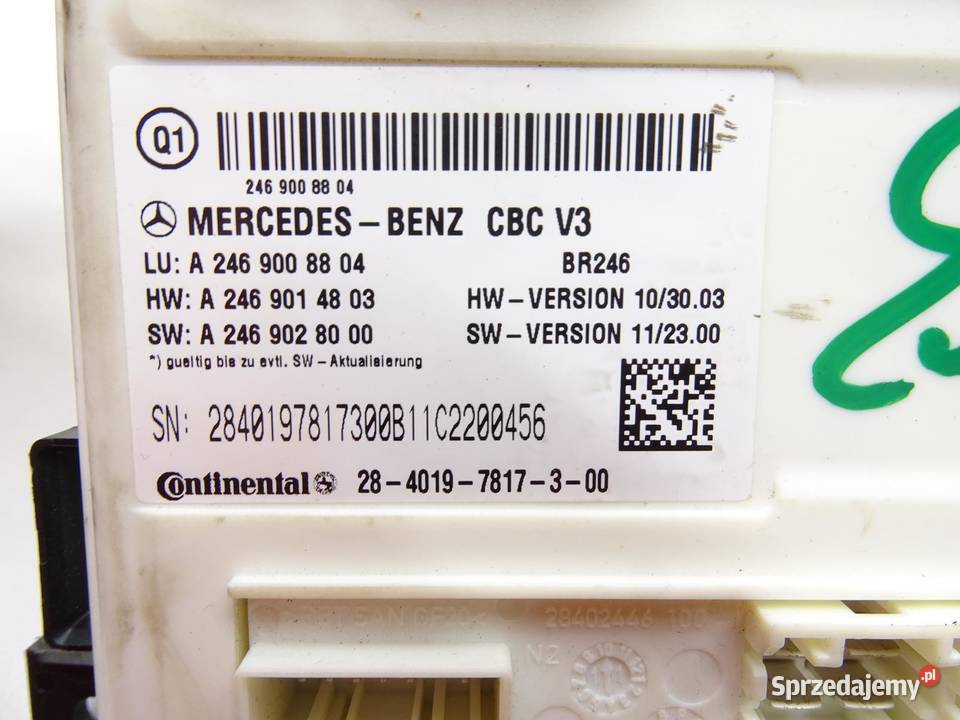 Q1
246 900 88 04
MERCEDES-BENZ CBC V3
LU: A 246 900 88 04 BR246
HW: A 246 901 48 03 HW-VERSION 10/30.03
SW: A 246 902 80 00 SW-VERSION 11/23.00
*) gueltig bis zu evtl. SW-Aktualisierung
SN: 2840197817300B11C2200456
Continental 28-4019-7817-3-00
28402446 100
N2
Sprzedajemy.pl